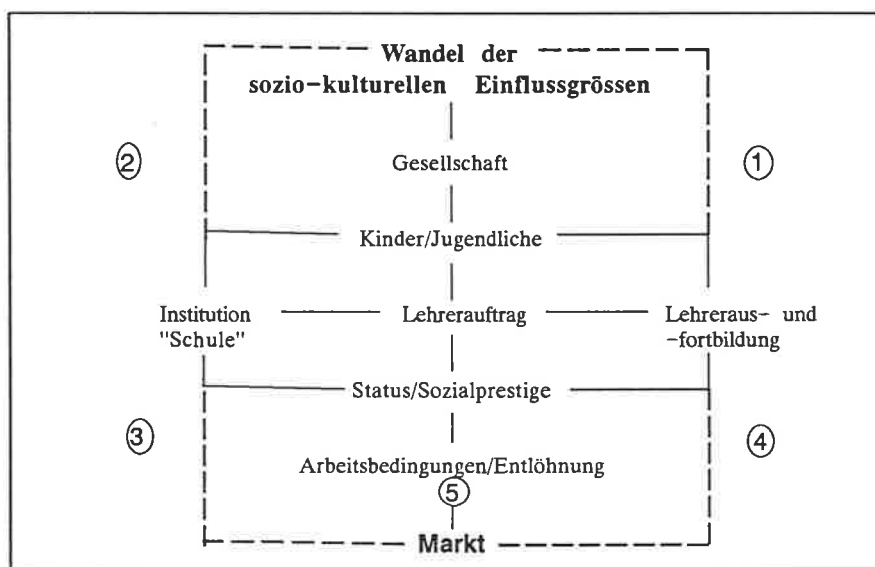 Wandel der
sozio-kulturellen Einflussgrössen
② ①
Gesellschaft
Kinder/Jugendliche
Institution
"Schule"
Lehrerauftrag
Lehreraus- und
-fortbildung
Status/Sozialprestige
③ ④
Arbeitsbedingungen/Entlöhnung
⑤
Markt